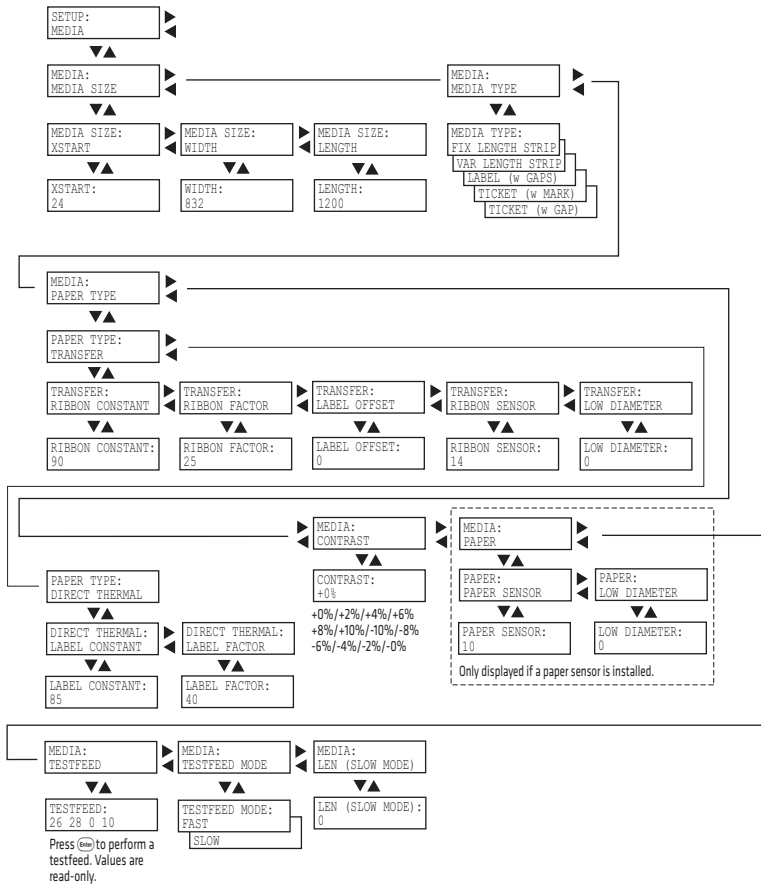 SETUP:
MEDIA
MEDIA:
MEDIA SIZE
MEDIA:
MEDIA TYPE
MEDIA SIZE:
XSTART
MEDIA SIZE:
WIDTH
MEDIA SIZE:
LENGTH
MEDIA TYPE:
FIX LENGTH STRIP
VAR LENGTH STRIP
LABEL (w GAPS)
TICKET (w MARK)
TICKET (w GAP)
XSTART:
24
WIDTH:
832
LENGTH:
1200
MEDIA:
PAPER TYPE
PAPER TYPE:
TRANSFER
TRANSFER:
RIBBON CONSTANT
TRANSFER:
RIBBON FACTOR
TRANSFER:
LABEL OFFSET
TRANSFER:
RIBBON SENSOR
TRANSFER:
LOW DIAMETER
RIBBON CONSTANT:
90
RIBBON FACTOR:
25
LABEL OFFSET:
0
RIBBON SENSOR:
14
LOW DIAMETER:
0
MEDIA:
CONTRAST
MEDIA:
PAPER
CONTRAST:
+0%
+0%/+2%/+4%/+6%
+8%/+10%/-10%/-8%
-6%/-4%/-2%/-0%
PAPER:
PAPER SENSOR
PAPER:
LOW DIAMETER
PAPER SENSOR:
10
LOW DIAMETER:
0
Only displayed if a paper sensor is installed.
PAPER TYPE:
DIRECT THERMAL
DIRECT THERMAL:
LABEL CONSTANT
DIRECT THERMAL:
LABEL FACTOR
LABEL CONSTANT:
85
LABEL FACTOR:
40
MEDIA:
TESTFEED
MEDIA:
TESTFEED MODE
MEDIA:
LEN (SLOW MODE)
TESTFEED:
26 28 0 10
TESTFEED MODE:
FAST
SLOW
LEN (SLOW MODE):
0
Press Enter to perform a
testfeed. Values are
read-only.